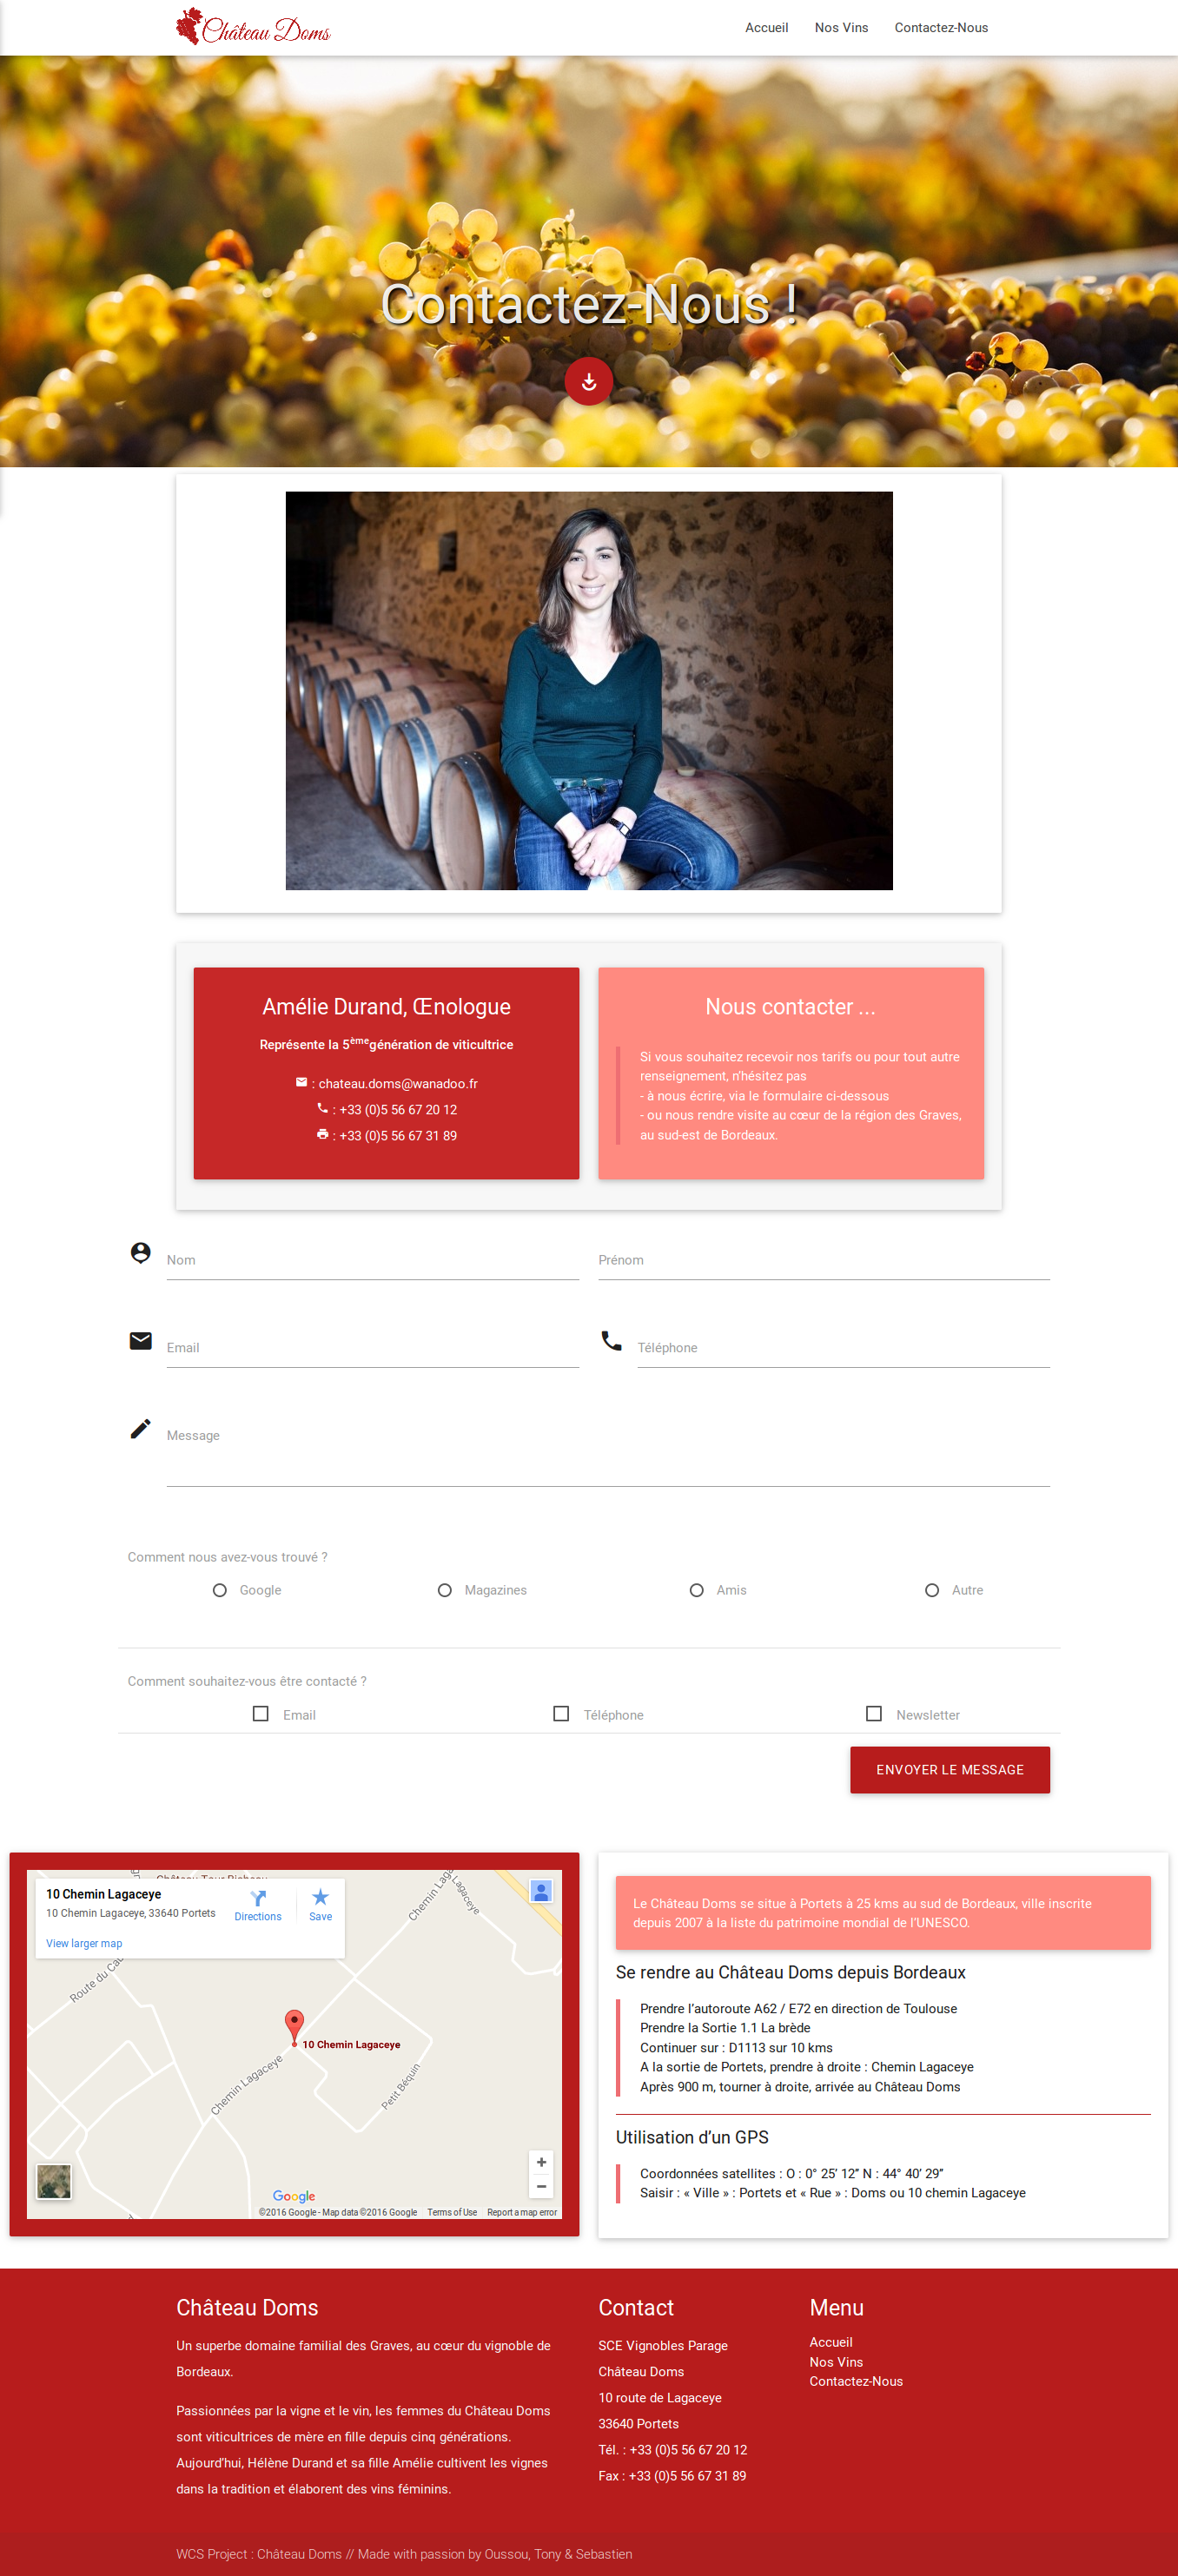 Château Doms
Accueil
Nos Vins
Contactez-Nous
Contactez-Nous !
Amélie Durand, Œnologue
Représente la 5èmegénération de viticultrice
: chateau.doms@wanadoo.fr
: +33 (0)5 56 67 20 12
: +33 (0)5 56 67 31 89
Nous contacter ...
Si vous souhaitez recevoir nos tarifs ou pour tout autre
renseignement, n'hésitez pas
- à nous écrire, via le formulaire ci-dessous
- ou nous rendre visite au cœur de la région des Graves,
au sud-est de Bordeaux.
Nom
Prénom
Email
Téléphone
Message
Comment nous avez-vous trouvé ?
Google
Magazines
Amis
Autre
Comment souhaitez-vous être contacté ?
Email
Téléphone
Newsletter
ENVOYER LE MESSAGE
10 Chemin Lagaceye
10 Chemin Lagaceye, 33640 Portets
Directions
Save
View larger map
Chemin Laga
Lagaceye
Route du Cau
10 Chemin Lagaceye
Chemin Lagaceye
Petit Béquin
Google
©2016 Google - Map data ©2016 Google
Terms of Use
Report a map error
Le Château Doms se situe à Portets à 25 kms au sud de Bordeaux, ville inscrite
depuis 2007 à la liste du patrimoine mondial de l'UNESCO.
Se rendre au Château Doms depuis Bordeaux
Prendre l'autoroute A62 / E72 en direction de Toulouse
Prendre la Sortie 1.1 La brède
Continuer sur : D1113 sur 10 kms
A la sortie de Portets, prendre à droite : Chemin Lagaceye
Après 900 m, tourner à droite, arrivée au Château Doms
Utilisation d'un GPS
Coordonnées satellites : O : 0° 25' 12" N : 44° 40' 29"
Saisir : « Ville » : Portets et « Rue » : Doms ou 10 chemin Lagaceye
Château Doms
Un superbe domaine familial des Graves, au cœur du vignoble de
Bordeaux.
Passionnées par la vigne et le vin, les femmes du Château Doms
sont viticultrices de mère en fille depuis cinq générations.
Aujourd'hui, Hélène Durand et sa fille Amélie cultivent les vignes
dans la tradition et élaborent des vins féminins.
Contact
SCE Vignobles Parage
Château Doms
10 route de Lagaceye
33640 Portets
Tél. : +33 (0)5 56 67 20 12
Fax : +33 (0)5 56 67 31 89
Menu
Accueil
Nos Vins
Contactez-Nous
WCS Project : Château Doms // Made with passion by Oussou, Tony & Sebastien